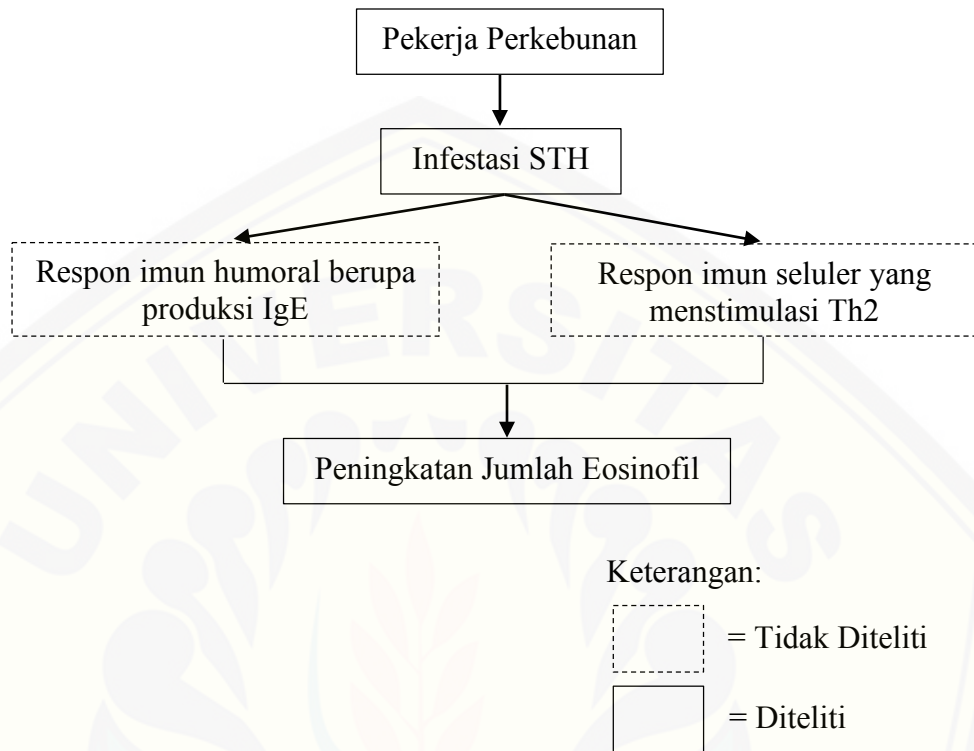 Pekerja Perkebunan
Infestasi STH
Respon imun humoral berupa
produksi IgE
Respon imun seluler yang
menstimulasi Th2
UNIVERSITAS
Peningkatan Jumlah Eosinofil
Keterangan:
= Tidak Diteliti
= Diteliti